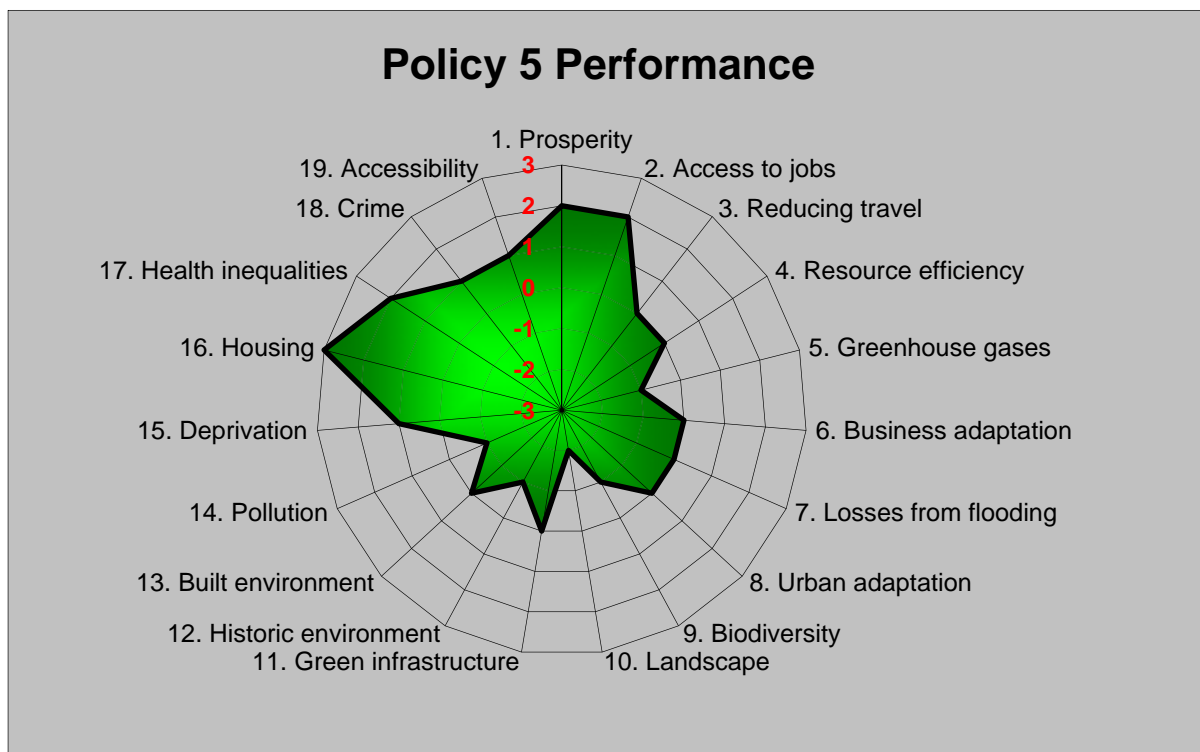 Policy 5 Performance
1. Prosperity
2. Access to jobs
3. Reducing travel
4. Resource efficiency
5. Greenhouse gases
6. Business adaptation
7. Losses from flooding
8. Urban adaptation
9. Biodiversity
10. Landscape
11. Green infrastructure
12. Historic environment
13. Built environment
14. Pollution
15. Deprivation
16. Housing
17. Health inequalities
18. Crime
19. Accessibility
3
2
1
0
-1
-2
-3